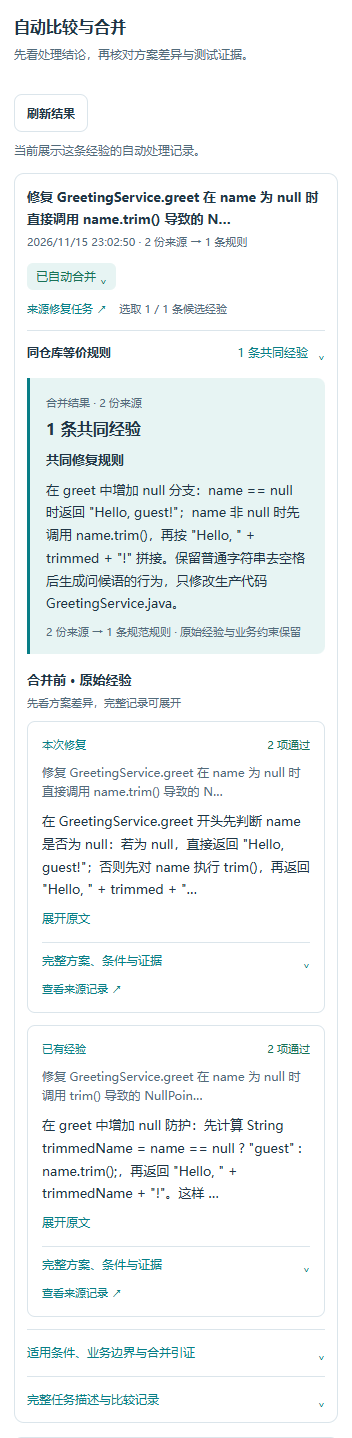 自动比较与合并
先看处理结论，再核对方案差异与测试证据。
刷新结果
当前展示这条经验的自动处理记录。
修复 GreetingService.greet 在 name 为 null 时
直接调用 name.trim() 导致的 N...
2026/11/15 23:02:50 · 2 份来源 → 1 条规则
已自动合并
来源修复任务 ↗ 选取 1 / 1 条候选经验
同仓库等价规则 1 条共同经验
合并结果 · 2 份来源
1 条共同经验
共同修复规则
在 greet 中增加 null 分支：name == null
时返回 "Hello, guest!"；name 非 null 时先
调用 name.trim()，再按 "Hello, " +
trimmed + "!" 拼接。保留普通字符串去空格
后生成问候语的行为，只修改生产代码
GreetingService.java。
2 份来源 → 1 条规范规则 · 原始经验与业务约束保留
合并前 • 原始经验
先看方案差异，完整记录可展开
本次修复 2 项通过
修复 GreetingService.greet 在 name 为 null 时
直接调用 name.trim() 导致的 N...
在 GreetingService.greet 开头先判断 name
是否为 null：若为 null，直接返回 "Hello,
guest!"；否则先对 name 执行 trim()，再返回
"Hello, " + trimmed + "...
展开原文
完整方案、条件与证据
查看来源记录 ↗
已有经验 2 项通过
修复 GreetingService.greet 在 name 为 null 时
调用 trim() 导致的 NullPoin...
在 greet 中增加 null 防护：先计算 String
trimmedName = name == null ? "guest" :
name.trim();，再返回 "Hello, " +
trimmedName + "!"。这样 ...
展开原文
完整方案、条件与证据
查看来源记录 ↗
适用条件、业务边界与合并引证
完整任务描述与比较记录